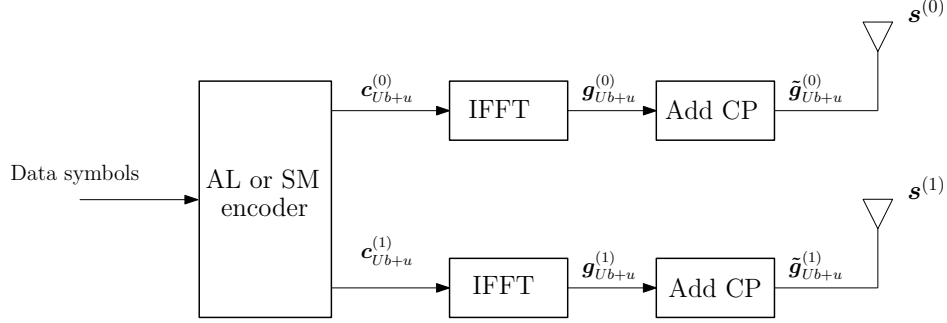 s^{(0)}
c^{(0)}_{Ub+u}
g^{(0)}_{Ub+u}
g̃^{(0)}_{Ub+u}
IFFT
Add CP
Data symbols
AL or SM
encoder
s^{(1)}
c^{(1)}_{Ub+u}
g^{(1)}_{Ub+u}
g̃^{(1)}_{Ub+u}
IFFT
Add CP